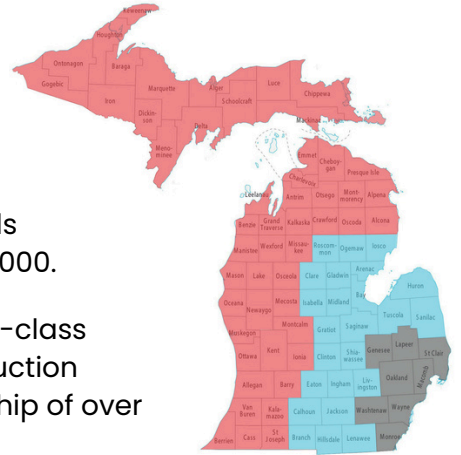 Keweenaw
Houghton
Ontonagon
Baraga
Gogebic
Marquette
Alger
Luce
Chippewa
Schoolcraft
Iron
Dickin-
son
Delta
Mackinac
Meno-
minee
Emmet
Cheboy-
gan
Presque Isle
Charlevoix
ls
Leelanau
Antrim
Otsego
Mont-
morency
Alpena
Benzie
Grand
Traverse
Kalkaska
Crawford
Oscoda
Alcona
000.
Manistee
Wexford
Missau-
kee
Roscom-
mon
Ogemaw
Iosco
Mason
Lake
Osceola
Clare
Gladwin
Arenac
-class
Oceana
Newaygo
Mecosta
Isabella
Midland
Bay
Huron
Tuscola
Sanilac
uction
Muskegon
Montcalm
Gratiot
Saginaw
Ottawa
Kent
Ionia
Clinton
Shia-
wassee
Genesee
Lapeer
St Clair
hip of over
Allegan
Barry
Eaton
Ingham
Liv-
ingston
Oakland
Macomb
Van
Buren
Kala-
mazoo
Calhoun
Jackson
Washtenaw
Wayne
Berrien
Cass
St
Joseph
Branch
Hillsdale
Lenawee
Monroe